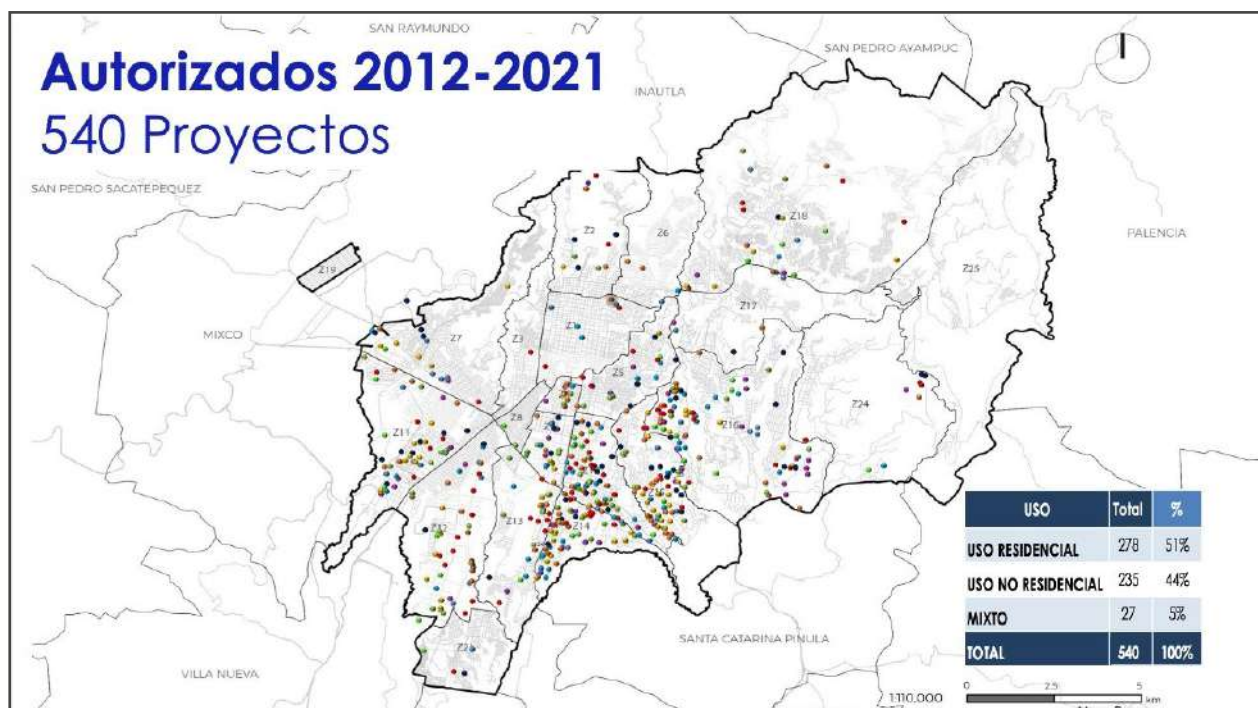 SAN RAYMUNDO
Autorizados 2012-2021
540 Proyectos
SAN PEDRO AYAMPUC
INAUTLA
SAN PEDRO SACATEPEQUEZ
PALENCIA
MIXCO
Z19
Z2
Z6
Z18
Z25
Z17
Z7
Z3
Z1
Z5
Z8
Z11
Z16
Z24
Z12
Z13
Z14
USO Total %
USO RESIDENCIAL 278 51%
USO NO RESIDENCIAL 235 44%
MIXTO 27 5%
TOTAL 540 100%
SANTA CATARINA PINULA
VILLA NUEVA
1:110,000
0 2.5 5
km